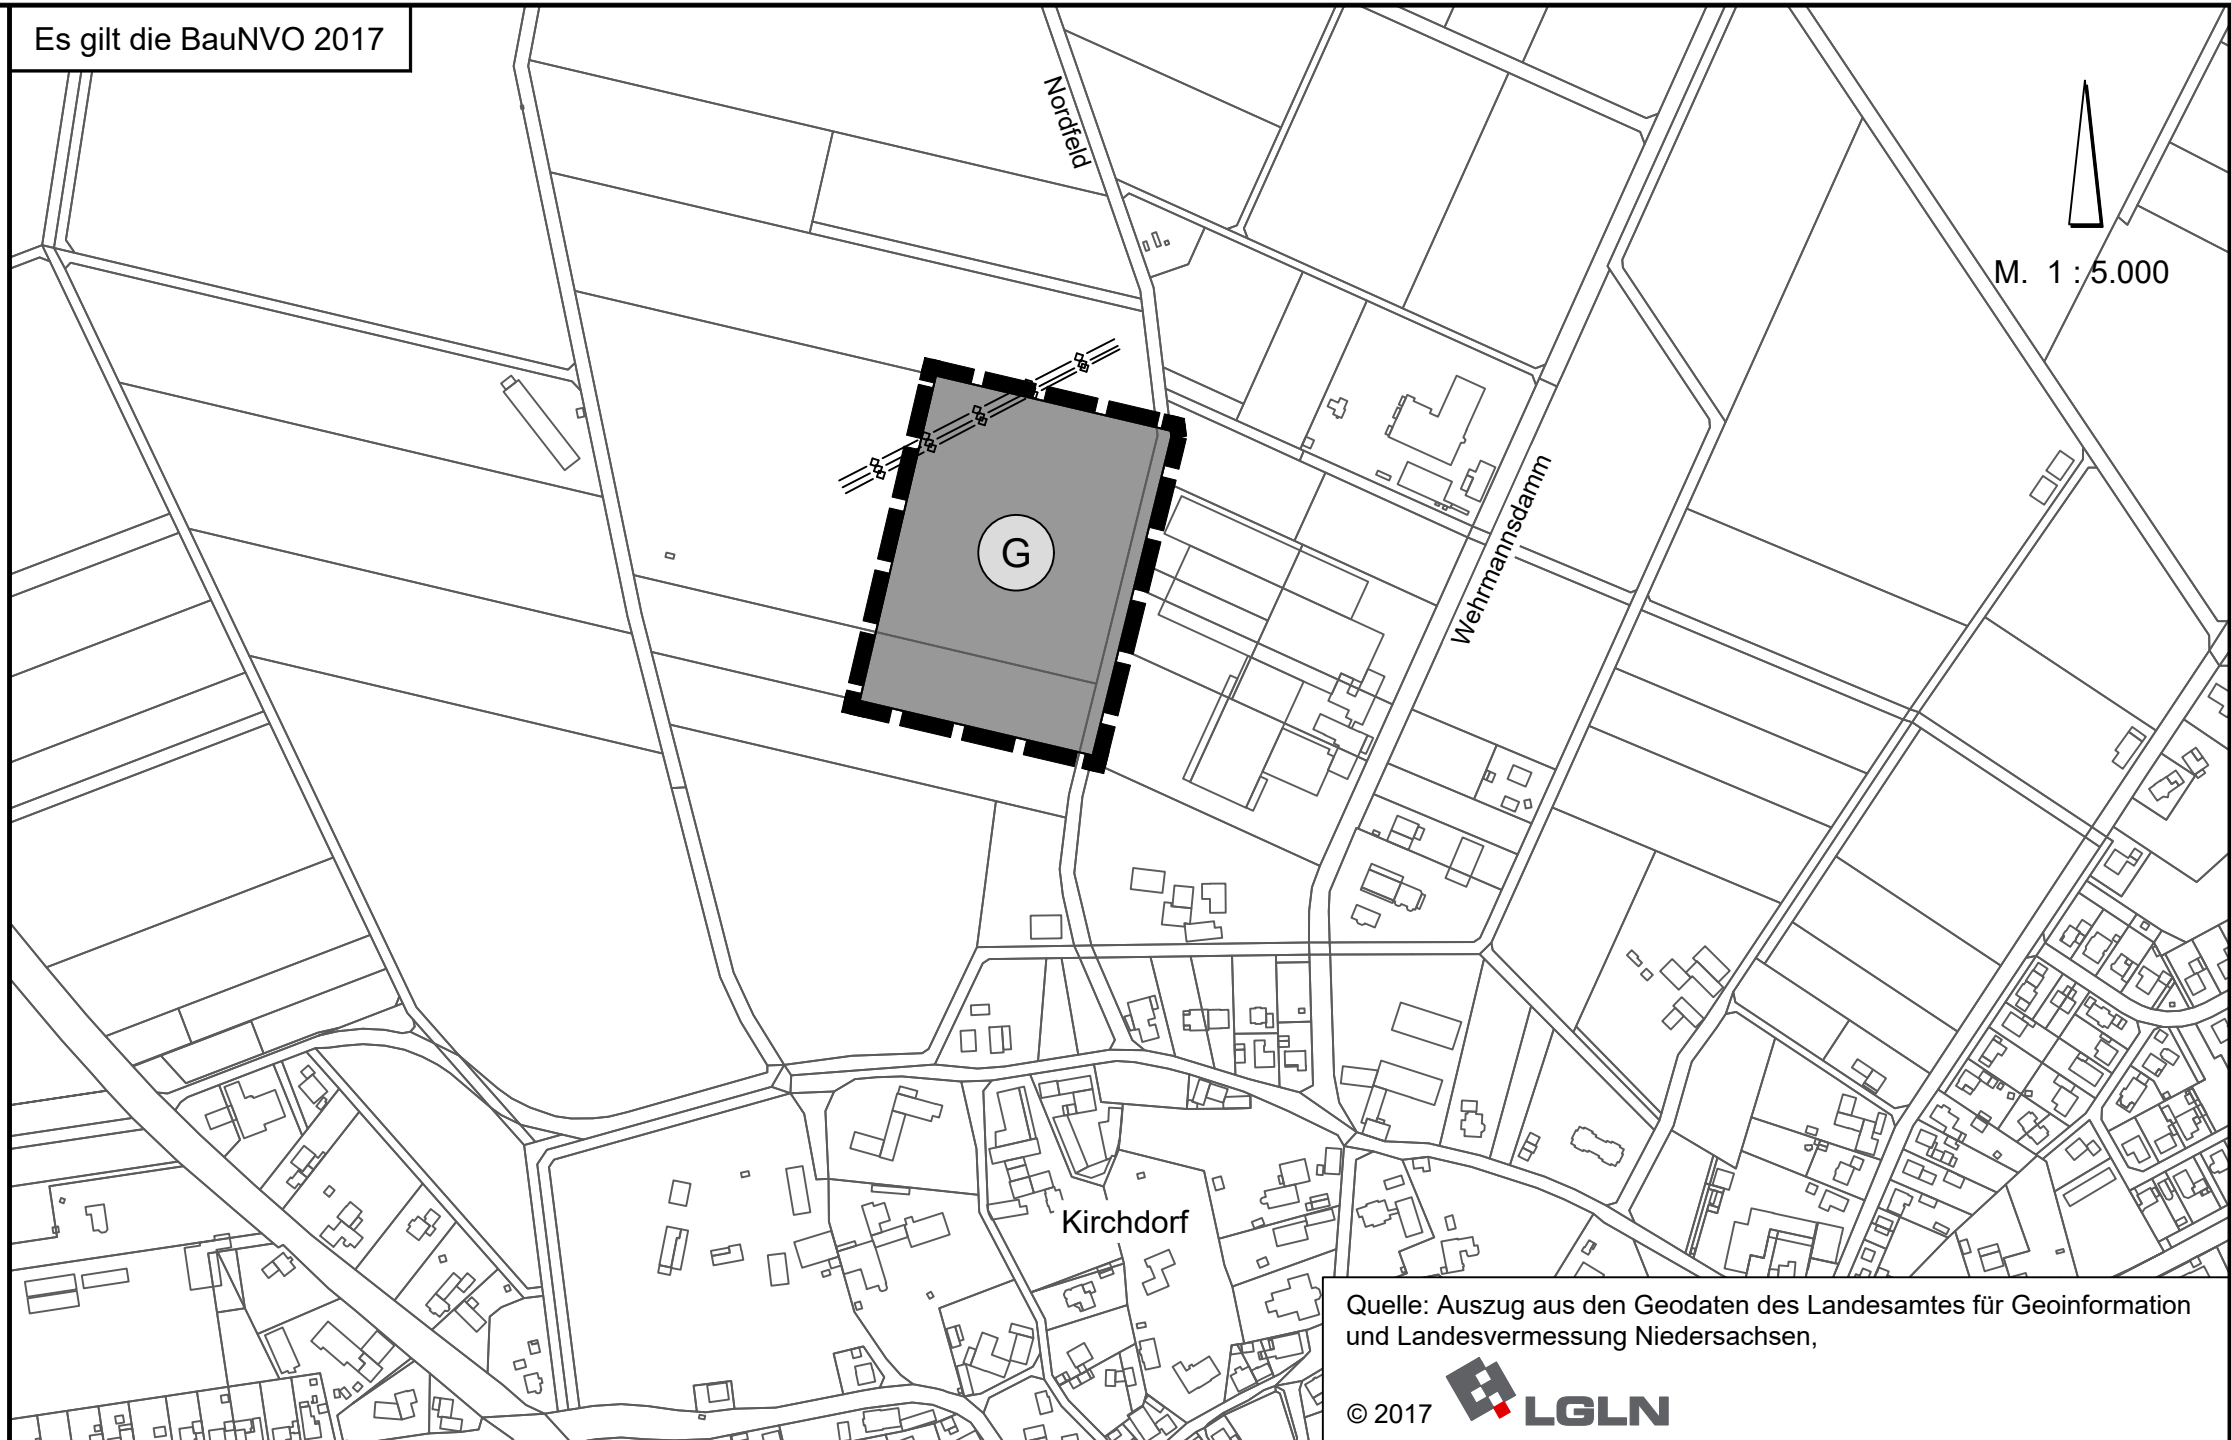 Es gilt die BauNVO 2017
Nordfeld
M. 1 : 5.000
G
Wehrmannsdamm
Kirchdorf
Quelle: Auszug aus den Geodaten des Landesamtes für Geoinformation
und Landesvermessung Niedersachsen,
© 2017 LGLN